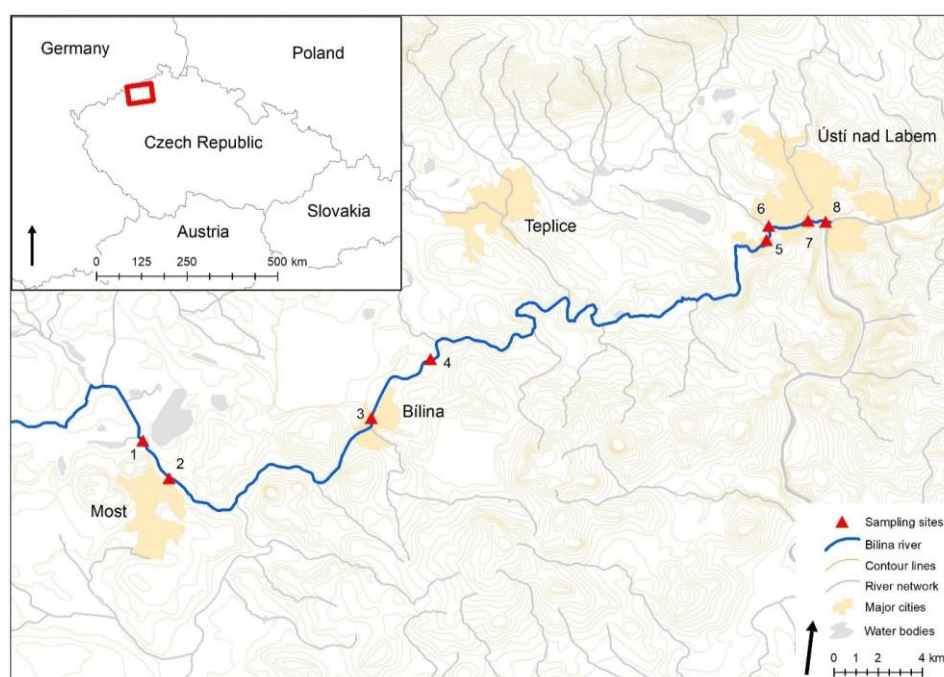 Germany
Poland
Czech Republic
Slovakia
Austria
0 125 250 500 km
Ústí nad Labem
6
8
5
7
Teplice
4
3
Bílina
1
2
Most
Sampling sites
Bilina river
Contour lines
River network
Major cities
Water bodies
0 1 2 4 km